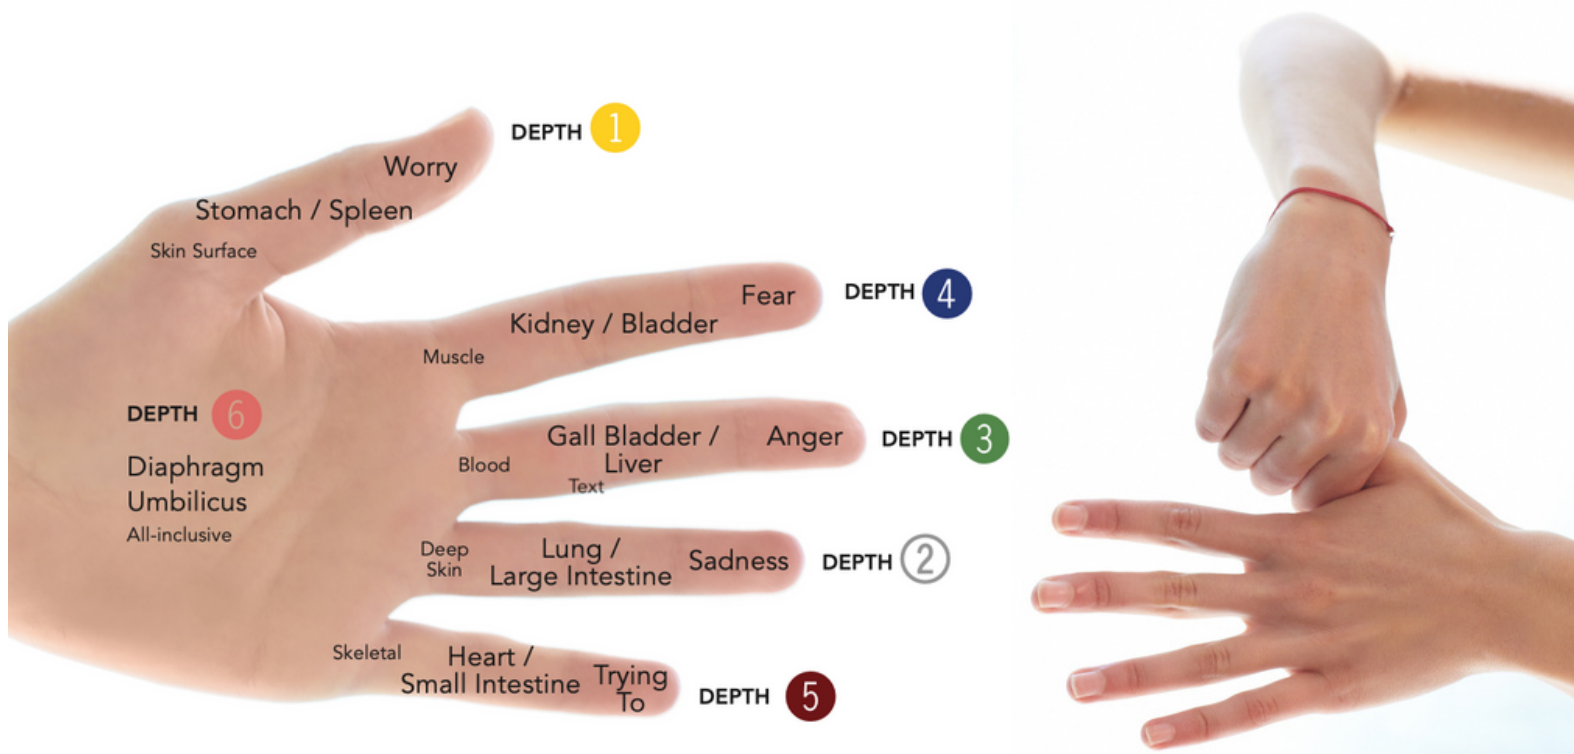 DEPTH 1
Worry
Stomach / Spleen
Skin Surface
DEPTH 4
Fear
Kidney / Bladder
Muscle
DEPTH 6
Diaphragm
Umbilicus
All-inclusive
DEPTH 3
Anger
Gall Bladder /
Liver
Blood
Text
DEPTH 2
Sadness
Lung /
Large Intestine
Deep
Skin
DEPTH 5
Trying
To
Heart /
Small Intestine
Skeletal